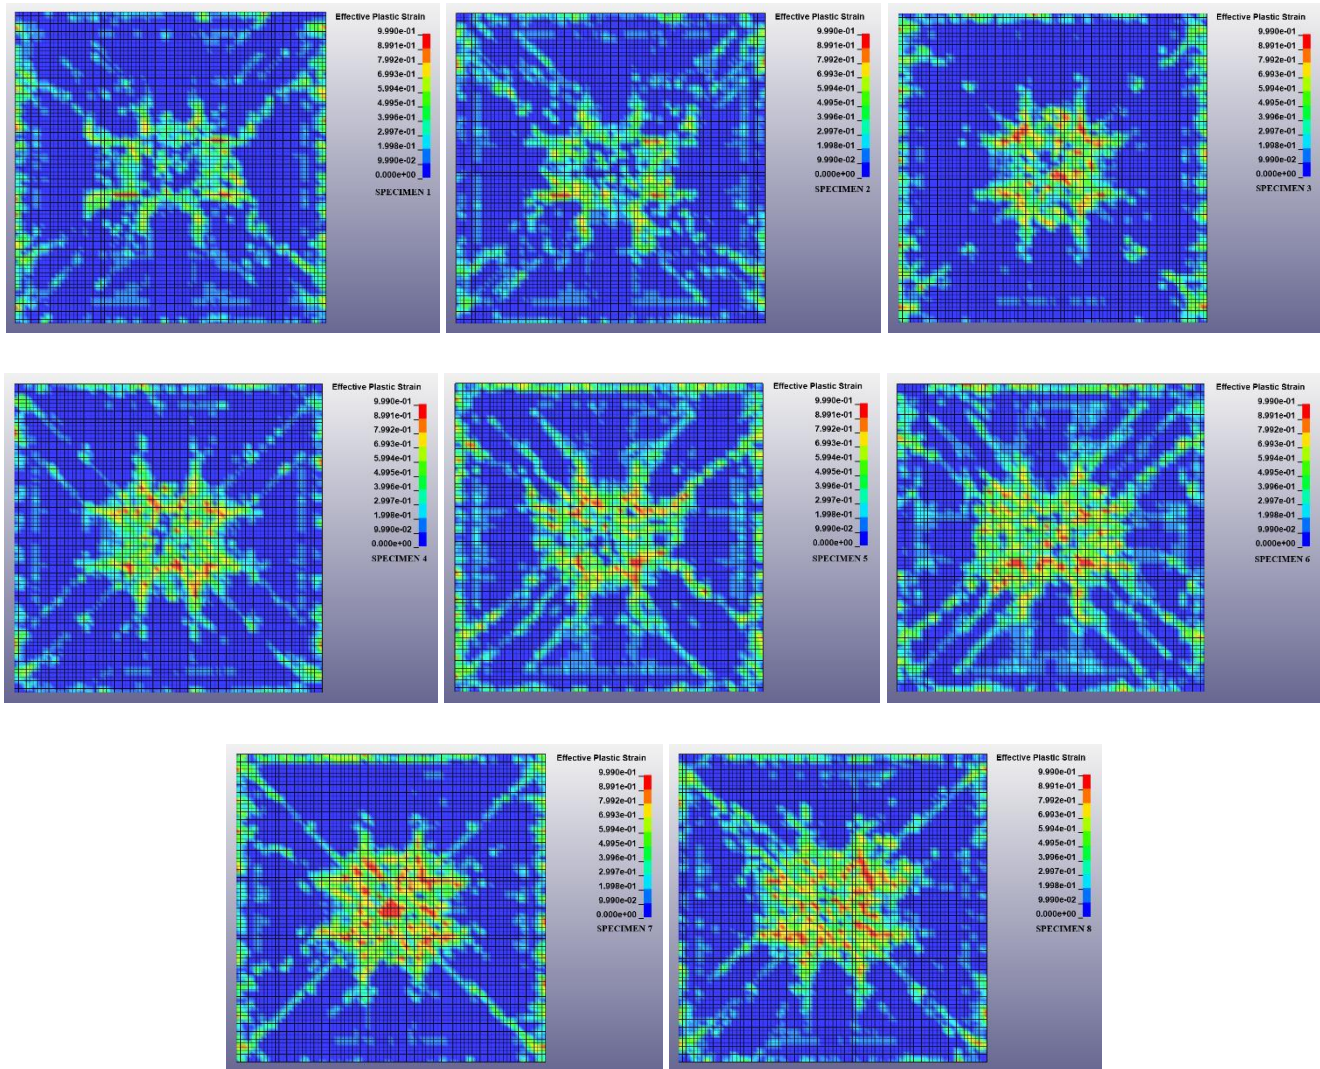 Effective Plastic Strain
9.990e-01
8.991e-01
7.992e-01
6.993e-01
5.994e-01
4.995e-01
3.996e-01
2.997e-01
1.998e-01
9.990e-02
0.000e+00
SPECIMEN 1
Effective Plastic Strain
9.990e-01
8.991e-01
7.992e-01
6.993e-01
5.994e-01
4.995e-01
3.996e-01
2.997e-01
1.998e-01
9.990e-02
0.000e+00
SPECIMEN 2
Effective Plastic Strain
9.990e-01
8.991e-01
7.992e-01
6.993e-01
5.994e-01
4.995e-01
3.996e-01
2.997e-01
1.998e-01
9.990e-02
0.000e+00
SPECIMEN 3
Effective Plastic Strain
9.990e-01
8.991e-01
7.992e-01
6.993e-01
5.994e-01
4.995e-01
3.996e-01
2.997e-01
1.998e-01
9.990e-02
0.000e+00
SPECIMEN 4
Effective Plastic Strain
9.990e-01
8.991e-01
7.992e-01
6.993e-01
5.994e-01
4.995e-01
3.996e-01
2.997e-01
1.998e-01
9.990e-02
0.000e+00
SPECIMEN 5
Effective Plastic Strain
9.990e-01
8.991e-01
7.992e-01
6.993e-01
5.994e-01
4.995e-01
3.996e-01
2.997e-01
1.998e-01
9.990e-02
0.000e+00
SPECIMEN 6
Effective Plastic Strain
9.990e-01
8.991e-01
7.992e-01
6.993e-01
5.994e-01
4.995e-01
3.996e-01
2.997e-01
1.998e-01
9.990e-02
0.000e+00
SPECIMEN 7
Effective Plastic Strain
9.990e-01
8.991e-01
7.992e-01
6.993e-01
5.994e-01
4.995e-01
3.996e-01
2.997e-01
1.998e-01
9.990e-02
0.000e+00
SPECIMEN 8